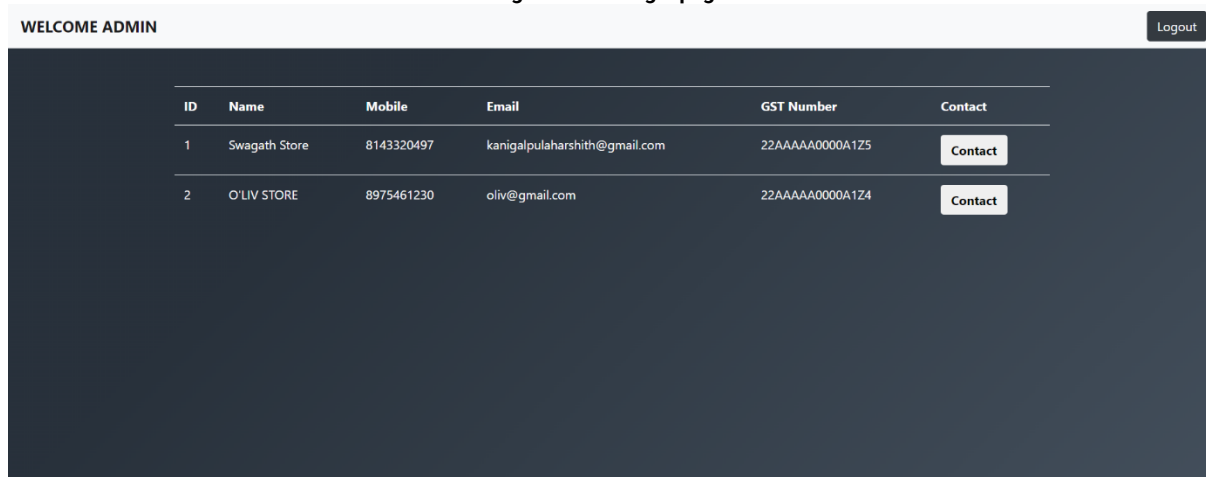 WELCOME ADMIN Logout
ID Name Mobile Email GST Number Contact
1 Swagath Store 8143320497 kanigalpulaharshith@gmail.com 22AAAAA0000A1Z5 Contact
2 O'LIV STORE 8975461230 oliv@gmail.com 22AAAAA0000A1Z4 Contact